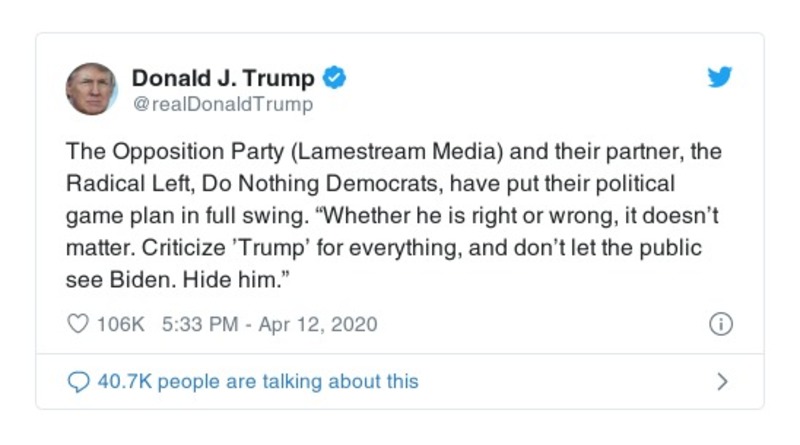 Donald J. Trump
@realDonaldTrump
The Opposition Party (Lamestream Media) and their partner, the
Radical Left, Do Nothing Democrats, have put their political
game plan in full swing. “Whether he is right or wrong, it doesn’t
matter. Criticize ’Trump’ for everything, and don’t let the public
see Biden. Hide him.”
106K 5:33 PM - Apr 12, 2020
40.7K people are talking about this